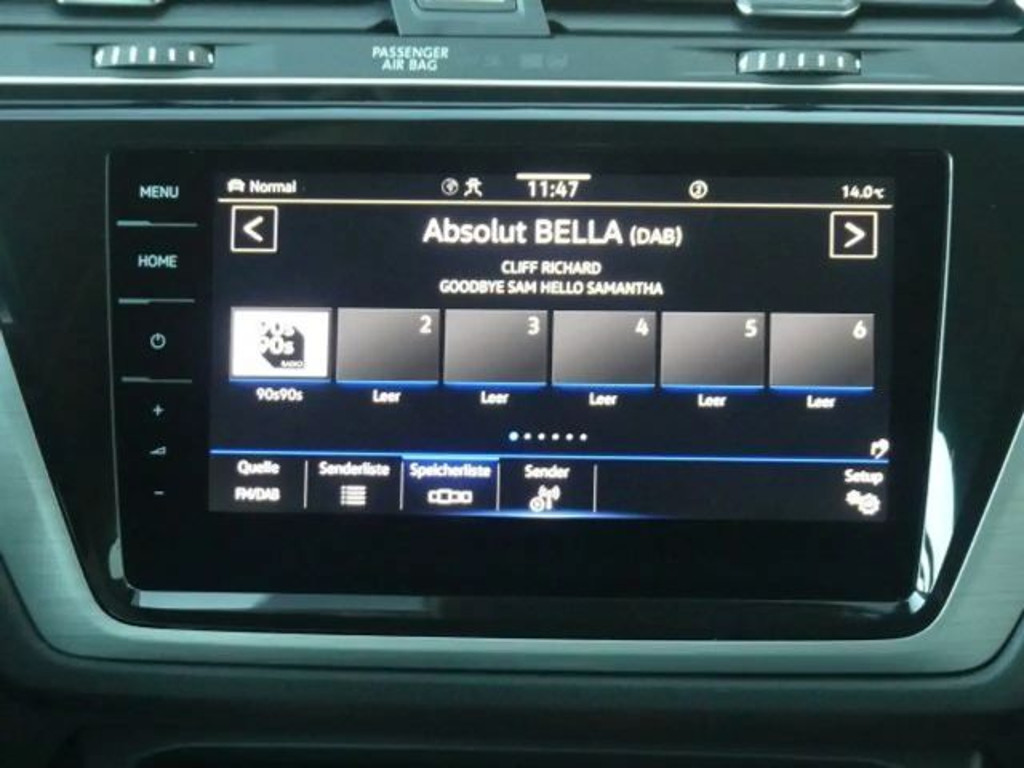 PASSENGER
AIR BAG
MENU
HOME
+
-
Normal
11:47
14.0°C
<
Absolut BELLA (DAB)
>
CLIFF RICHARD
GOODBYE SAM HELLO SAMANTHA
90s
90s
RADIO
2
3
4
5
6
90s90s
Leer
Leer
Leer
Leer
Leer
Quelle
FM/DAB
Senderliste
Speicherliste
Sender
Setup